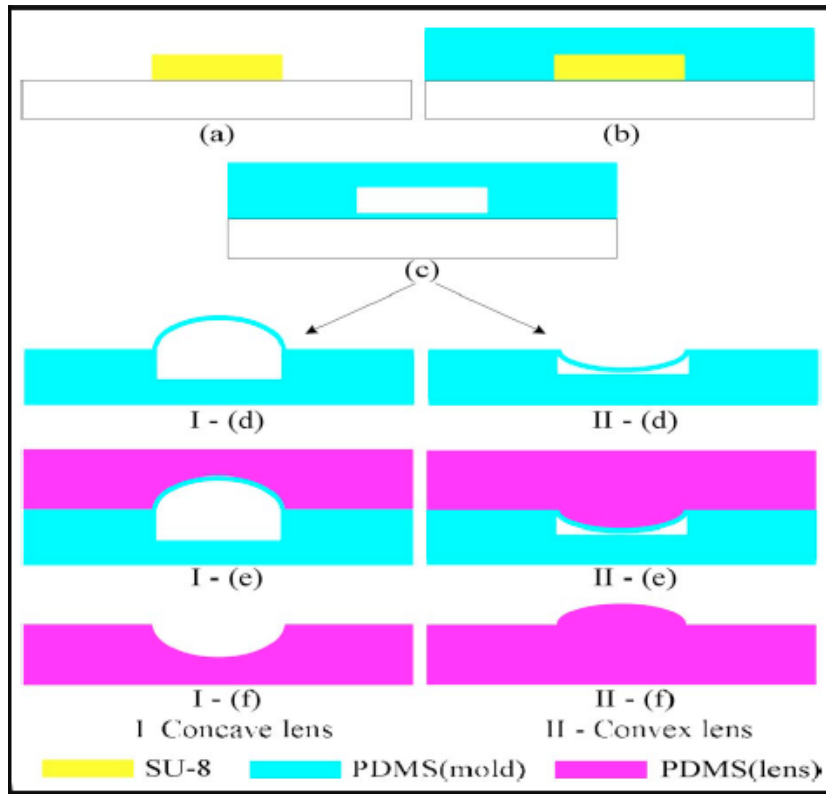 (a) (b)
(c)
I - (d) II - (d)
I - (e) II - (e)
I - (f) II - (f)
I Concave lens II - Convex lens
SU-8 PDMS(mold) PDMS(lens)